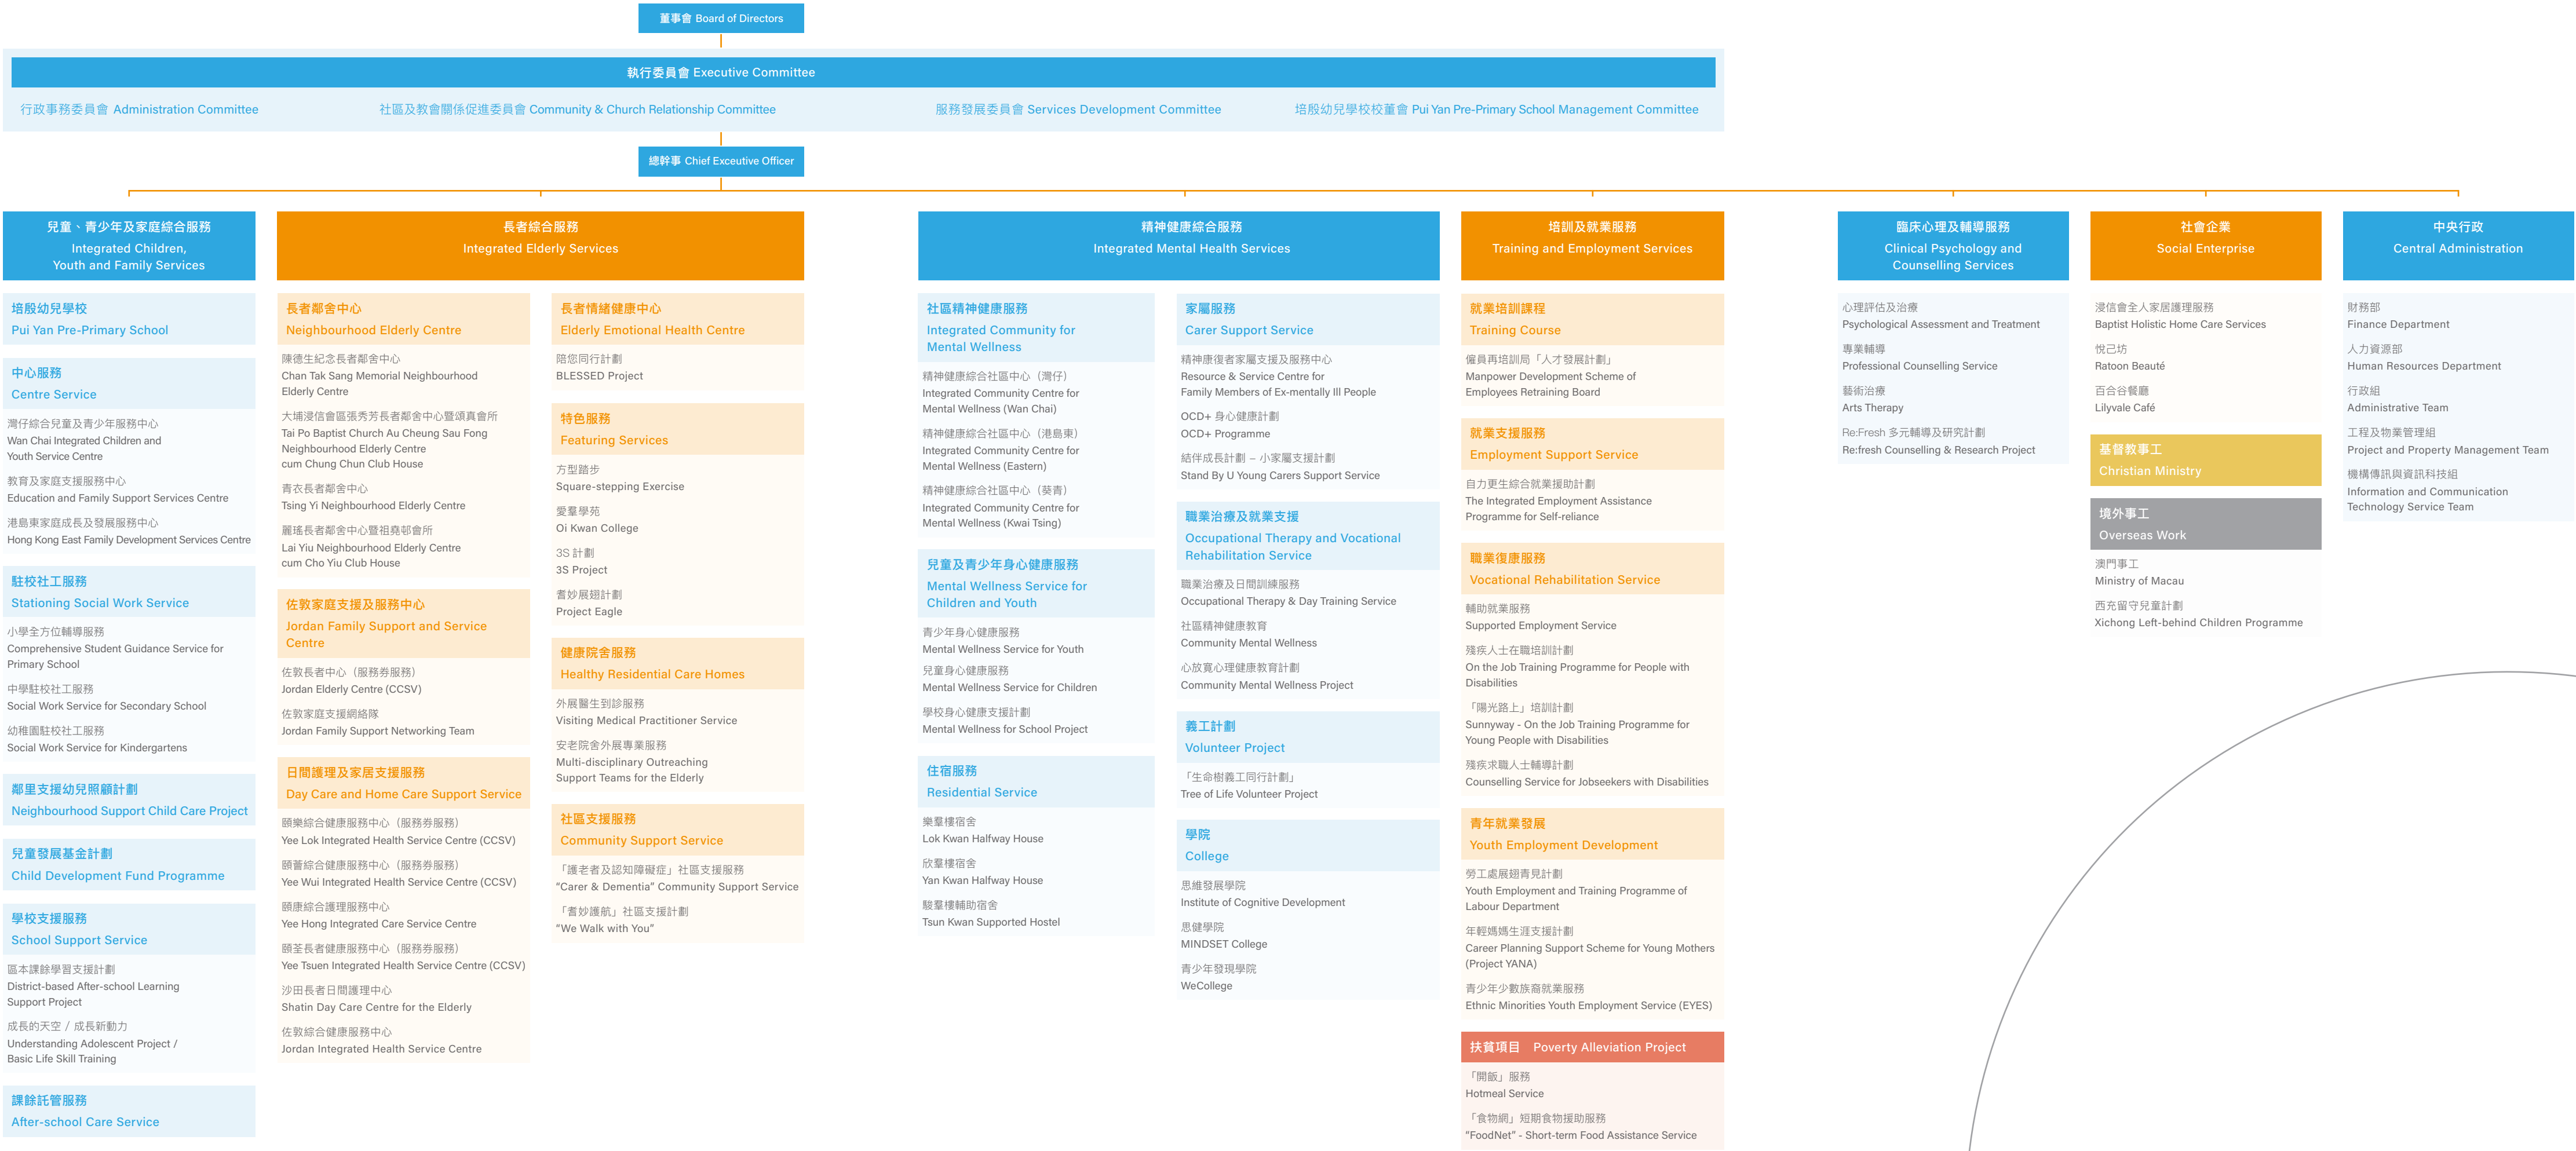 董事會 Board of Directors
執行委員會 Executive Committee
行政事務委員會 Administration Committee
社區及教會關係促進委員會 Community & Church Relationship Committee
服務發展委員會 Services Development Committee
培殷幼兒學校校董會 Pui Yan Pre-Primary School Management Committee
總幹事 Chief Exceutive Officer
兒童、青少年及家庭綜合服務
Integrated Children,
Youth and Family Services
培殷幼兒學校
Pui Yan Pre-Primary School
中心服務
Centre Service
灣仔綜合兒童及青少年服務中心
Wan Chai Integrated Children and
Youth Service Centre
教育及家庭支援服務中心
Education and Family Support Services Centre
港島東家庭成長及發展服務中心
Hong Kong East Family Development Services Centre
駐校社工服務
Stationing Social Work Service
小學全方位輔導服務
Comprehensive Student Guidance Service for
Primary School
中學駐校社工服務
Social Work Service for Secondary School
幼稚園駐校社工服務
Social Work Service for Kindergartens
鄰里支援幼兒照顧計劃
Neighbourhood Support Child Care Project
兒童發展基金計劃
Child Development Fund Programme
學校支援服務
School Support Service
區本課餘學習支援計劃
District-based After-school Learning
Support Project
成長的天空 / 成長新動力
Understanding Adolescent Project /
Basic Life Skill Training
課餘託管服務
After-school Care Service
長者綜合服務
Integrated Elderly Services
長者鄰舍中心
Neighbourhood Elderly Centre
陳德生紀念長者鄰舍中心
Chan Tak Sang Memorial Neighbourhood
Elderly Centre
大埔浸信會區張秀芳長者鄰舍中心暨頌真會所
Tai Po Baptist Church Au Cheung Sau Fong
Neighbourhood Elderly Centre
cum Chung Chun Club House
青衣長者鄰舍中心
Tsing Yi Neighbourhood Elderly Centre
麗瑤長者鄰舍中心暨祖堯邨會所
Lai Yiu Neighbourhood Elderly Centre
cum Cho Yiu Club House
佐敦家庭支援及服務中心
Jordan Family Support and Service
Centre
佐敦長者中心（服務券服務）
Jordan Elderly Centre (CCSV)
佐敦家庭支援網絡隊
Jordan Family Support Networking Team
日間護理及家居支援服務
Day Care and Home Care Support Service
頤樂綜合健康服務中心（服務券服務）
Yee Lok Integrated Health Service Centre (CCSV)
頤薈綜合健康服務中心（服務券服務）
Yee Wui Integrated Health Service Centre (CCSV)
頤康綜合護理服務中心
Yee Hong Integrated Care Service Centre
頤荃長者健康服務中心（服務券服務）
Yee Tsuen Integrated Health Service Centre (CCSV)
沙田長者日間護理中心
Shatin Day Care Centre for the Elderly
佐敦綜合健康服務中心
Jordan Integrated Health Service Centre
長者情緒健康中心
Elderly Emotional Health Centre
陪您同行計劃
BLESSED Project
特色服務
Featuring Services
方型踏步
Square-stepping Exercise
愛羣學苑
Oi Kwan College
3S 計劃
3S Project
耆妙展翅計劃
Project Eagle
健康院舍服務
Healthy Residential Care Homes
外展醫生到診服務
Visiting Medical Practitioner Service
安老院舍外展專業服務
Multi-disciplinary Outreaching
Support Teams for the Elderly
社區支援服務
Community Support Service
「護老者及認知障礙症」社區支援服務
“Carer & Dementia” Community Support Service
「耆妙護航」社區支援計劃
“We Walk with You”
精神健康綜合服務
Integrated Mental Health Services
社區精神健康服務
Integrated Community for
Mental Wellness
精神健康綜合社區中心（灣仔）
Integrated Community Centre for
Mental Wellness (Wan Chai)
精神健康綜合社區中心（港島東）
Integrated Community Centre for
Mental Wellness (Eastern)
精神健康綜合社區中心（葵青）
Integrated Community Centre for
Mental Wellness (Kwai Tsing)
兒童及青少年身心健康服務
Mental Wellness Service for
Children and Youth
青少年身心健康服務
Mental Wellness Service for Youth
兒童身心健康服務
Mental Wellness Service for Children
學校身心健康支援計劃
Mental Wellness for School Project
住宿服務
Residential Service
樂羣樓宿舍
Lok Kwan Halfway House
欣羣樓宿舍
Yan Kwan Halfway House
駿羣樓輔助宿舍
Tsun Kwan Supported Hostel
家屬服務
Carer Support Service
精神康復者家屬支援及服務中心
Resource & Service Centre for
Family Members of Ex-mentally Ill People
OCD+ 身心健康計劃
OCD+ Programme
結伴成長計劃 – 小家屬支援計劃
Stand By U Young Carers Support Service
職業治療及就業支援
Occupational Therapy and Vocational
Rehabilitation Service
職業治療及日間訓練服務
Occupational Therapy & Day Training Service
社區精神健康教育
Community Mental Wellness
心放寬心理健康教育計劃
Community Mental Wellness Project
義工計劃
Volunteer Project
「生命樹義工同行計劃」
Tree of Life Volunteer Project
學院
College
思維發展學院
Institute of Cognitive Development
思健學院
MINDSET College
青少年發現學院
WeCollege
培訓及就業服務
Training and Employment Services
就業培訓課程
Training Course
僱員再培訓局「人才發展計劃」
Manpower Development Scheme of
Employees Retraining Board
就業支援服務
Employment Support Service
自力更生綜合就業援助計劃
The Integrated Employment Assistance
Programme for Self-reliance
職業復康服務
Vocational Rehabilitation Service
輔助就業服務
Supported Employment Service
殘疾人士在職培訓計劃
On the Job Training Programme for People with
Disabilities
「陽光路上」培訓計劃
Sunnyway - On the Job Training Programme for
Young People with Disabilities
殘疾求職人士輔導計劃
Counselling Service for Jobseekers with Disabilities
青年就業發展
Youth Employment Development
勞工處展翅青見計劃
Youth Employment and Training Programme of
Labour Department
年輕媽媽生涯支援計劃
Career Planning Support Scheme for Young Mothers
(Project YANA)
青少年少數族裔就業服務
Ethnic Minorities Youth Employment Service (EYES)
扶貧項目 Poverty Alleviation Project
「開飯」服務
Hotmeal Service
「食物網」短期食物援助服務
“FoodNet” - Short-term Food Assistance Service
臨床心理及輔導服務
Clinical Psychology and
Counselling Services
心理評估及治療
Psychological Assessment and Treatment
專業輔導
Professional Counselling Service
藝術治療
Arts Therapy
Re:Fresh 多元輔導及研究計劃
Re:fresh Counselling & Research Project
社會企業
Social Enterprise
浸信會全人家居護理服務
Baptist Holistic Home Care Services
悅己坊
Ratoon Beauté
百合谷餐廳
Lilyvale Café
基督教事工
Christian Ministry
境外事工
Overseas Work
澳門事工
Ministry of Macau
西充留守兒童計劃
Xichong Left-behind Children Programme
中央行政
Central Administration
財務部
Finance Department
人力資源部
Human Resources Department
行政組
Administrative Team
工程及物業管理組
Project and Property Management Team
機構傳訊與資訊科技組
Information and Communication
Technology Service Team